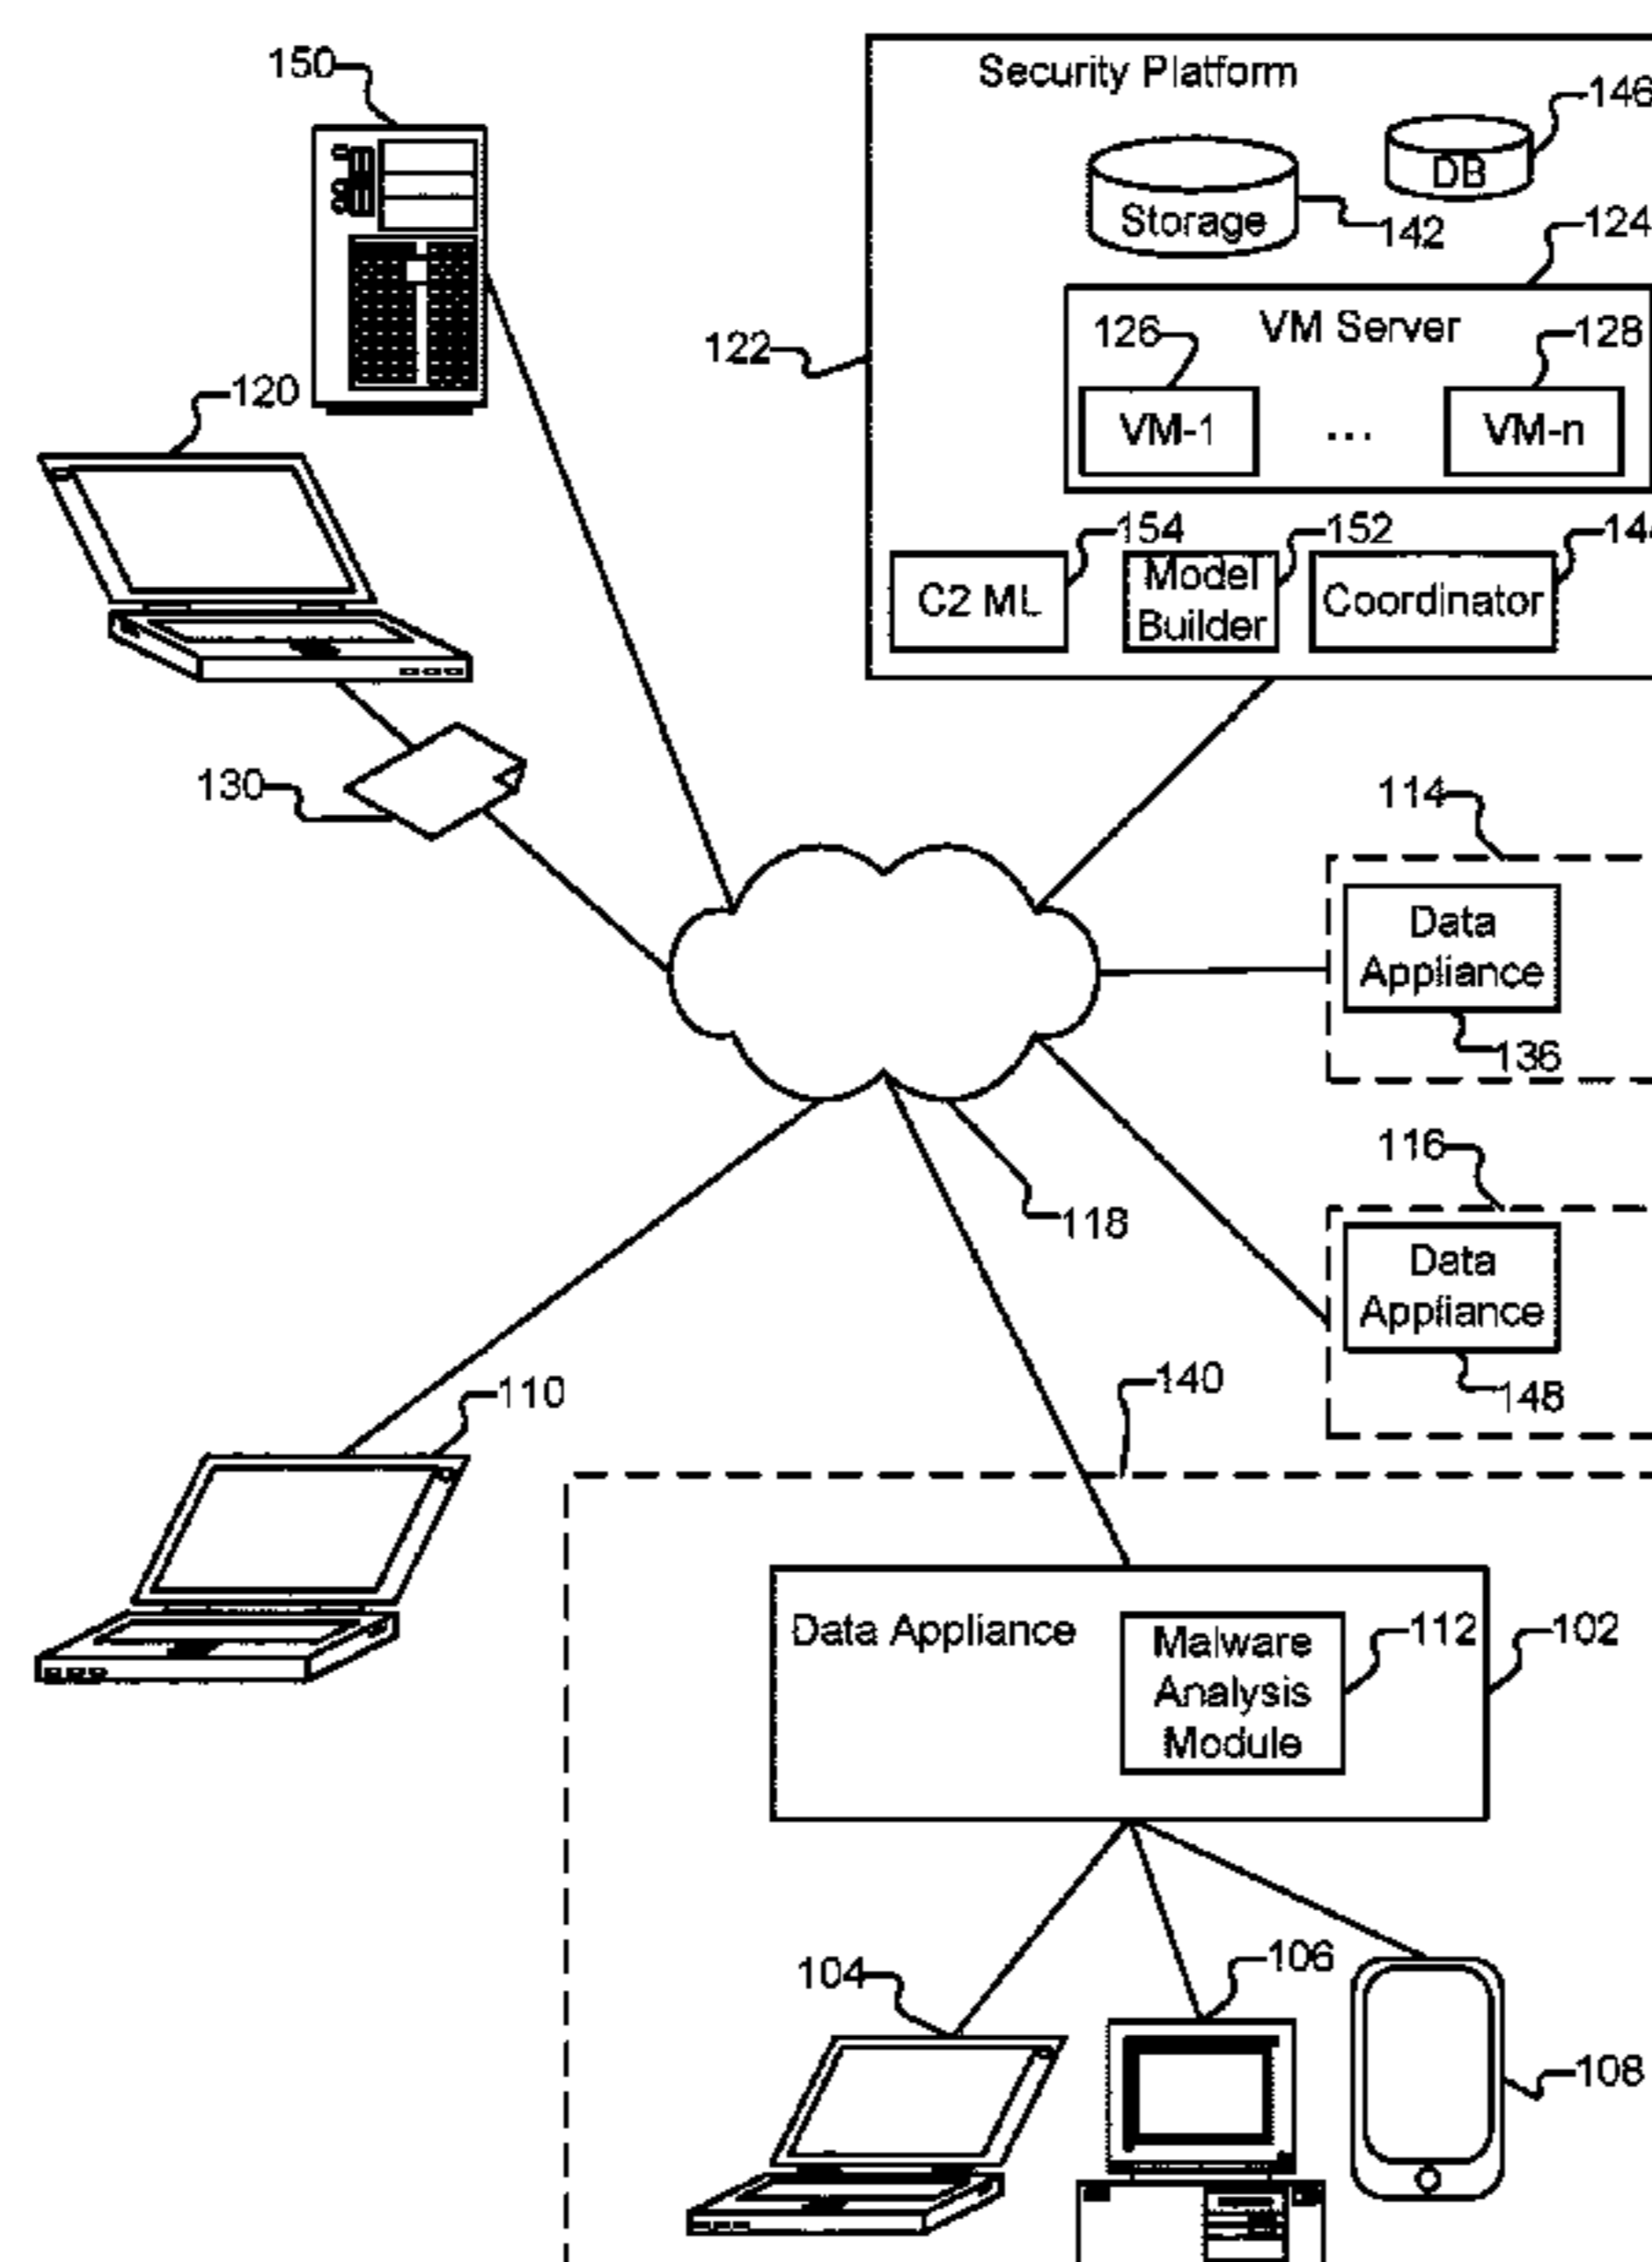 150
Security Platform
146
DB
Storage
142
124
120
122
126
VM Server
128
VM-1
...
VM-n
154
152
C2 ML
Model
Builder
Coordinator
130
114
Data
Appliance
136
116
118
Data
Appliance
148
140
110
Data Appliance
Malware
Analysis
Module
112
102
104
106
108